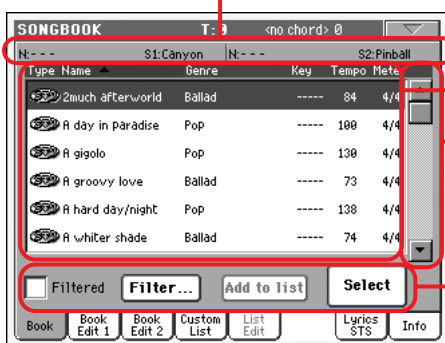 SONGBOOK T:0 <no chord> 0
N:--- S1:Canyon N:--- S2:Pinball
Type Name Genre Key Tempo Mete
2much afterworld Ballad ----- 84 4/4
A day in paradise Pop ----- 100 4/4
A gigolo Pop ----- 130 4/4
A groovy love Ballad ----- 73 4/4
A hard day/night Pop ----- 138 4/4
A whiter shade Ballad ----- 74 4/4
Filtered Filter... Add to list Select
Book Book Edit 1 Book Edit 2 Custom List List Edit Lyrics STS Info